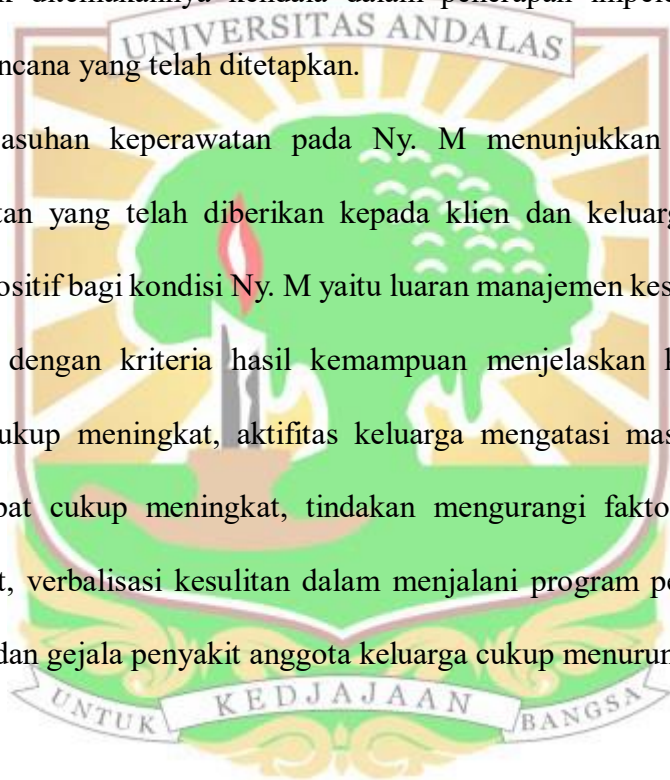 ditemukannya kendala dalam penerapan
UNIVERSITAS ANDALAS
ncana yang telah ditetapkan.
asuhan keperawatan pada Ny. M menunjukkan
tan yang telah diberikan kepada klien dan keluarg
ositif bagi kondisi Ny. M yaitu luaran manajemen kes
dengan kriteria hasil kemampuan menjelaskan
ukup meningkat, aktifitas keluarga mengatasi mas
pat cukup meningkat, tindakan mengurangi fakto
t, verbalisasi kesulitan dalam menjalani program pe
dan gejala penyakit anggota keluarga cukup menurun
UNTUK KEDJAJAAN BANGSA